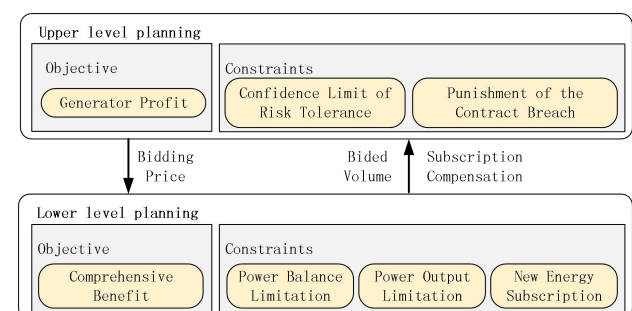 Upper level planning
Objective
Generator Profit
Constraints
Confidence Limit of
Risk Tolerance
Punishment of the
Contract Breach
Bidding
Price
Bided
Volume
Subscription
Compensation
Lower level planning
Objective
Comprehensive
Benefit
Constraints
Power Balance
Limitation
Power Output
Limitation
New Energy
Subscription